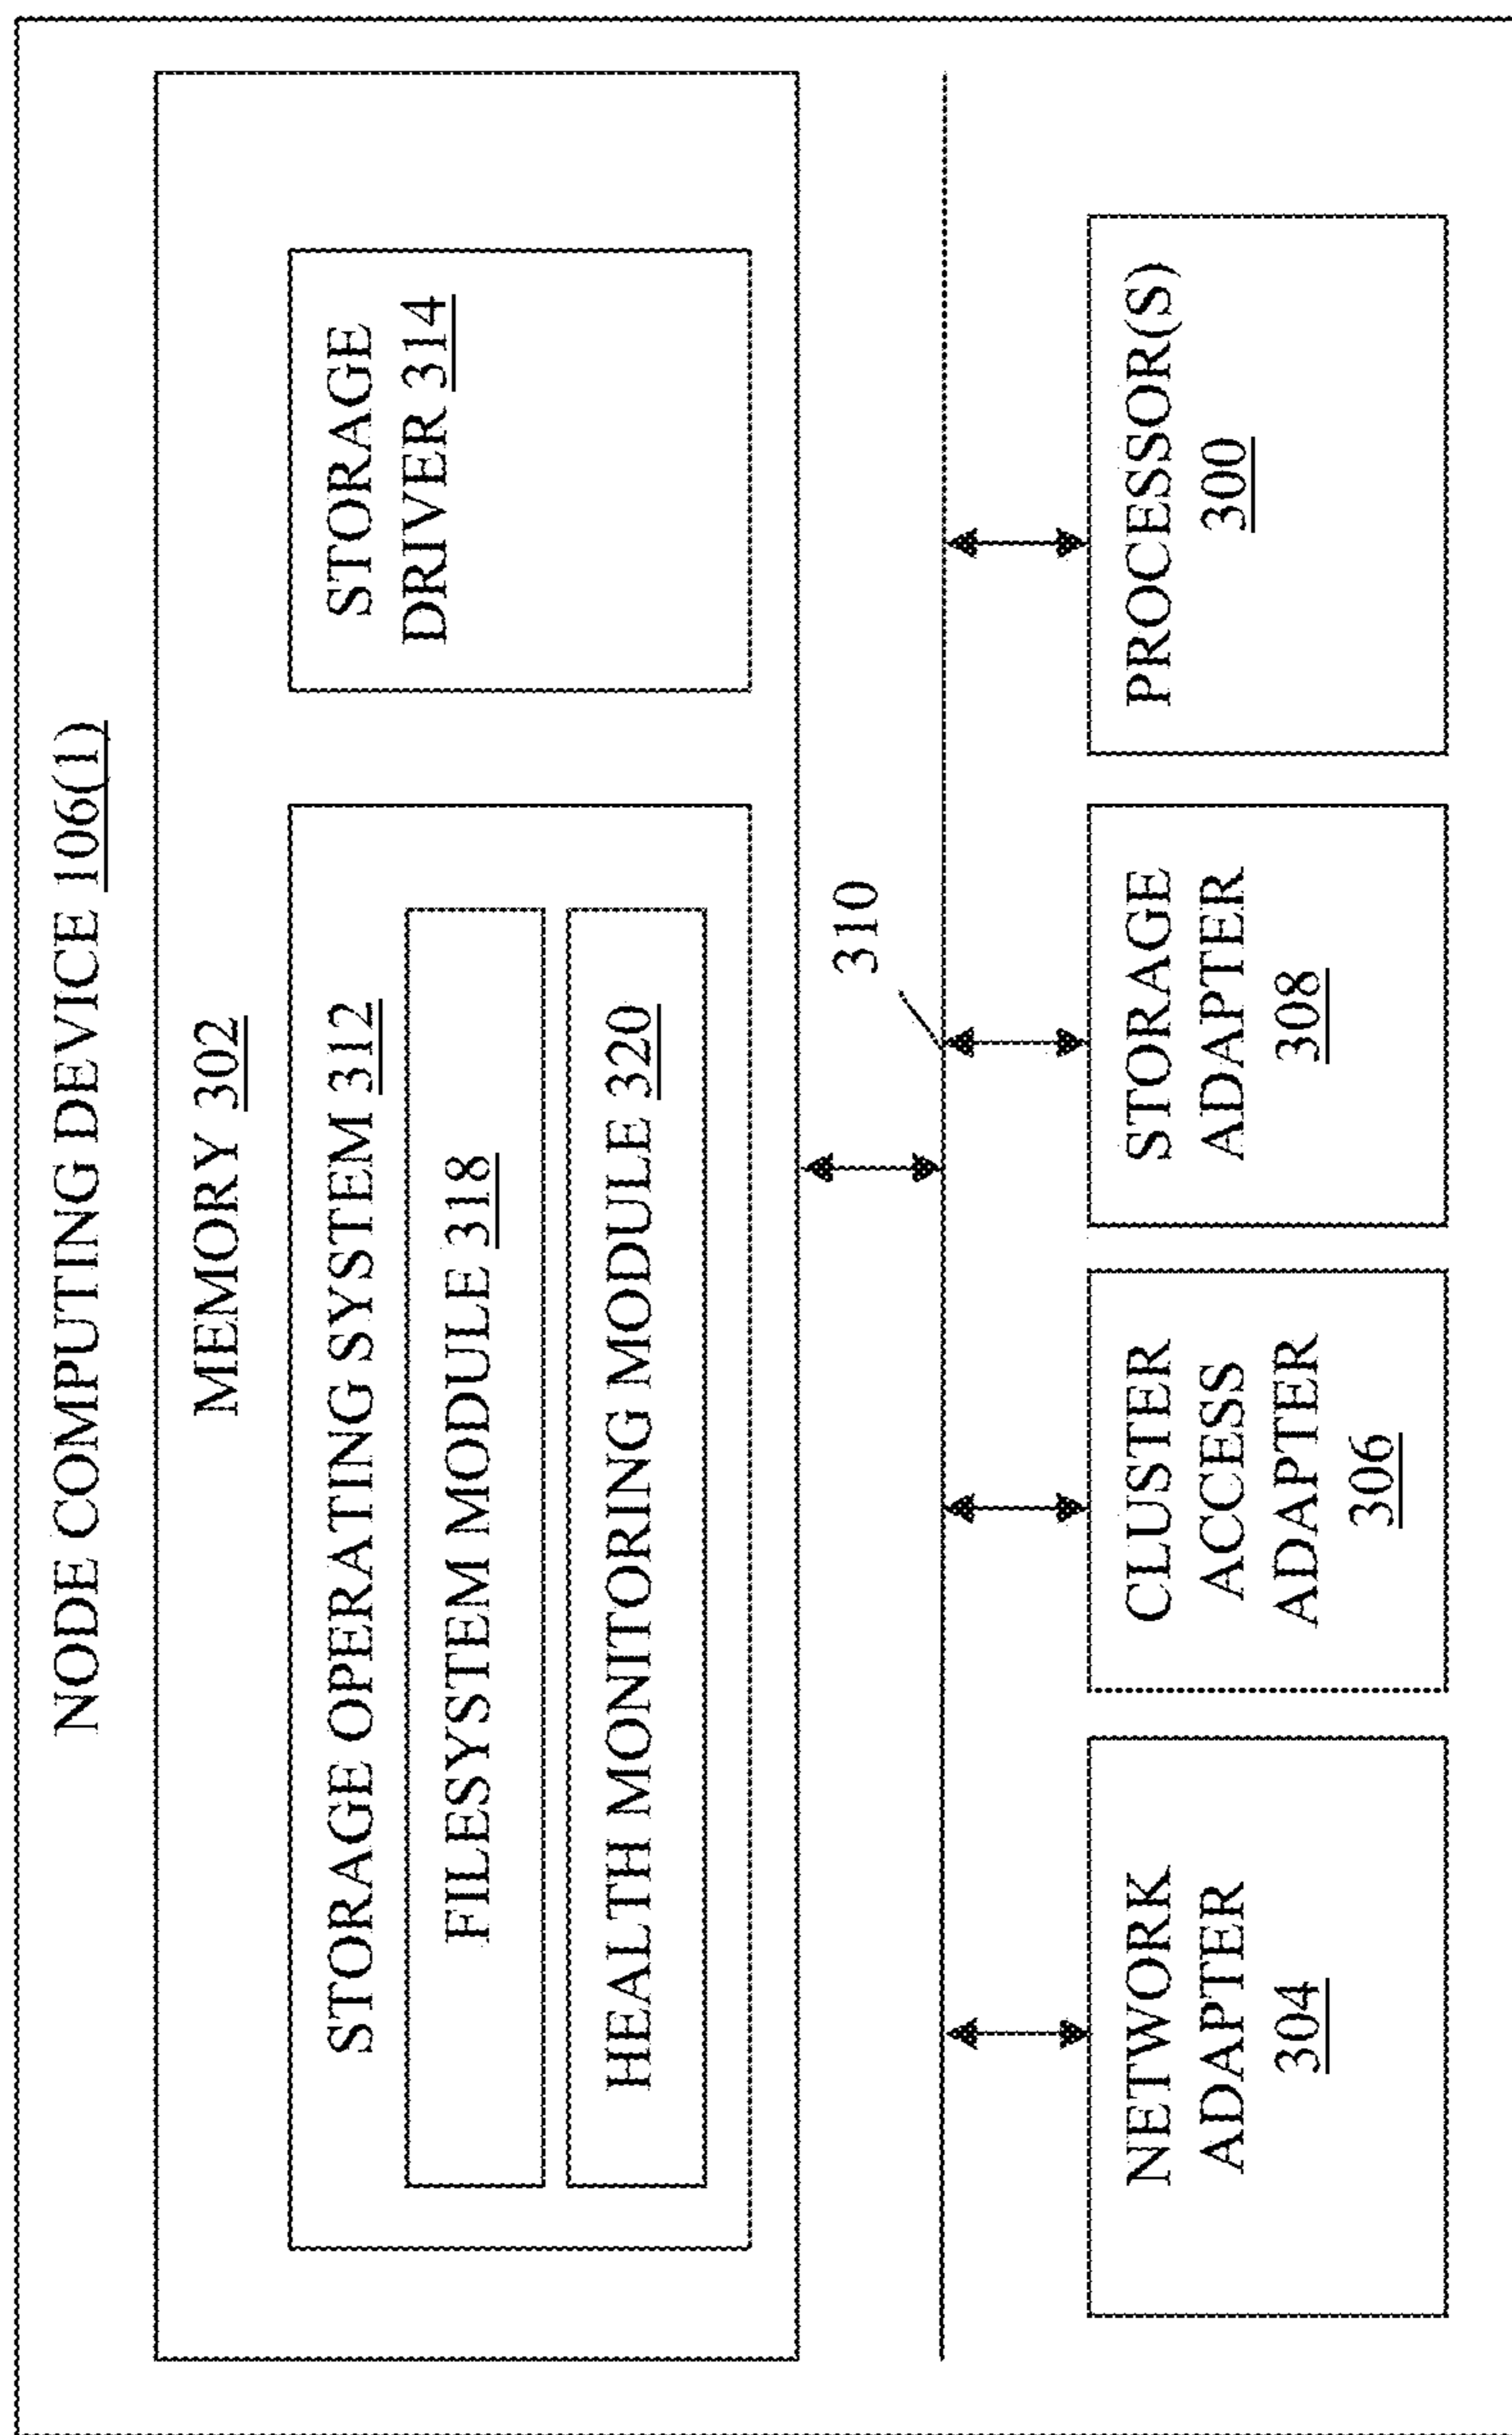 NODE COMPUTING DEVICE 106(1)
MEMORY 302
STORAGE OPERATING SYSTEM 312
FILESYSTEM MODULE 318
HEALTH MONITORING MODULE 320
STORAGE
DRIVER 314
310
NETWORK
ADAPTER
304
CLUSTER
ACCESS
ADAPTER
306
STORAGE
ADAPTER
308
PROCESSOR(S)
300